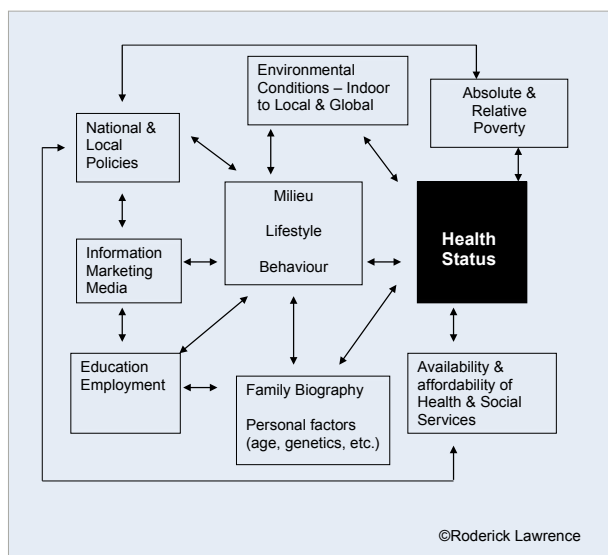 Environmental
Conditions – Indoor
to Local & Global
Absolute &
Relative
Poverty
National &
Local
Policies
Milieu
Lifestyle
Behaviour
Health
Status
Information
Marketing
Media
Education
Employment
Family Biography
Personal factors
(age, genetics, etc.)
Availability &
affordability of
Health & Social
Services
©Roderick Lawrence